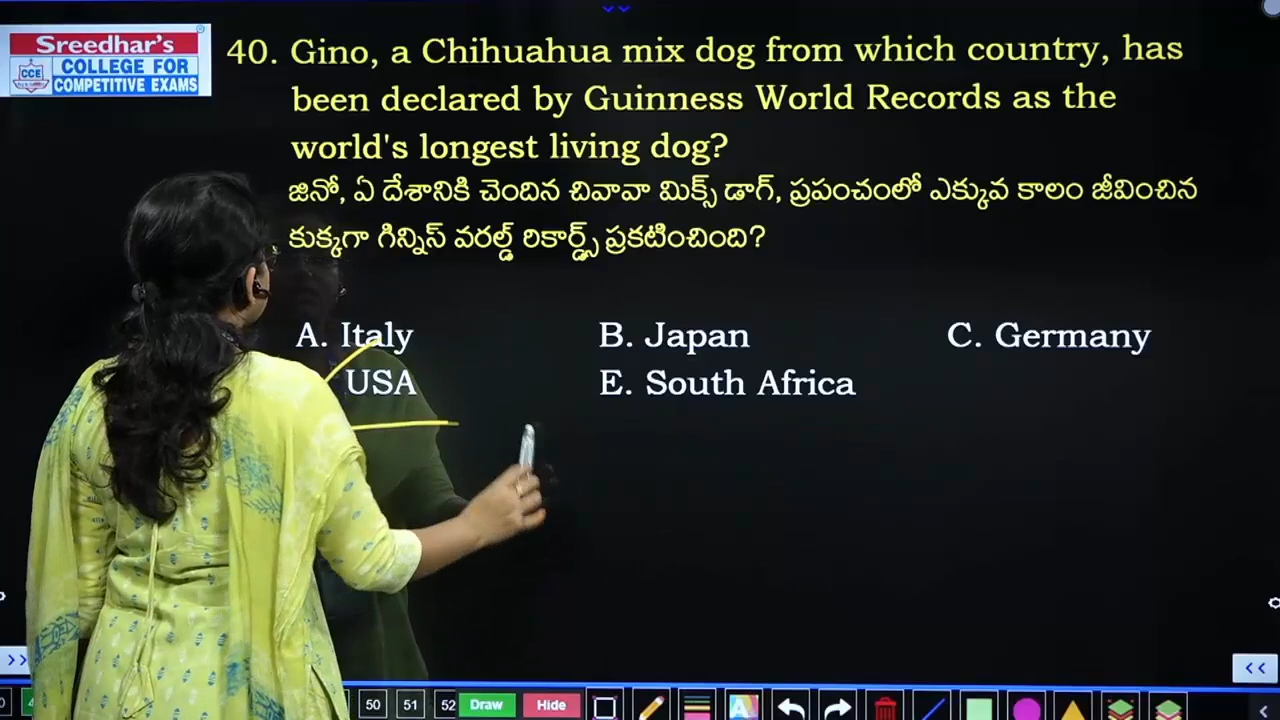 Sreedhar's
CCE
COLLEGE FOR
COMPETITIVE EXAMS
40. Gino, a Chihuahua mix dog from which country, has
been declared by Guinness World Records as the
world's longest living dog?
జినో, ఏ దేశానికి చెందిన చివావా మిక్స్ డాగ్, ప్రపంచంలో ఎక్కువ కాలం జీవించిన
కుక్కగా గిన్నిస్ వరల్డ్ రికార్డ్స్ ప్రకటించింది?
A. Italy B. Japan C. Germany
USA E. South Africa
50 51 52 Draw Hide